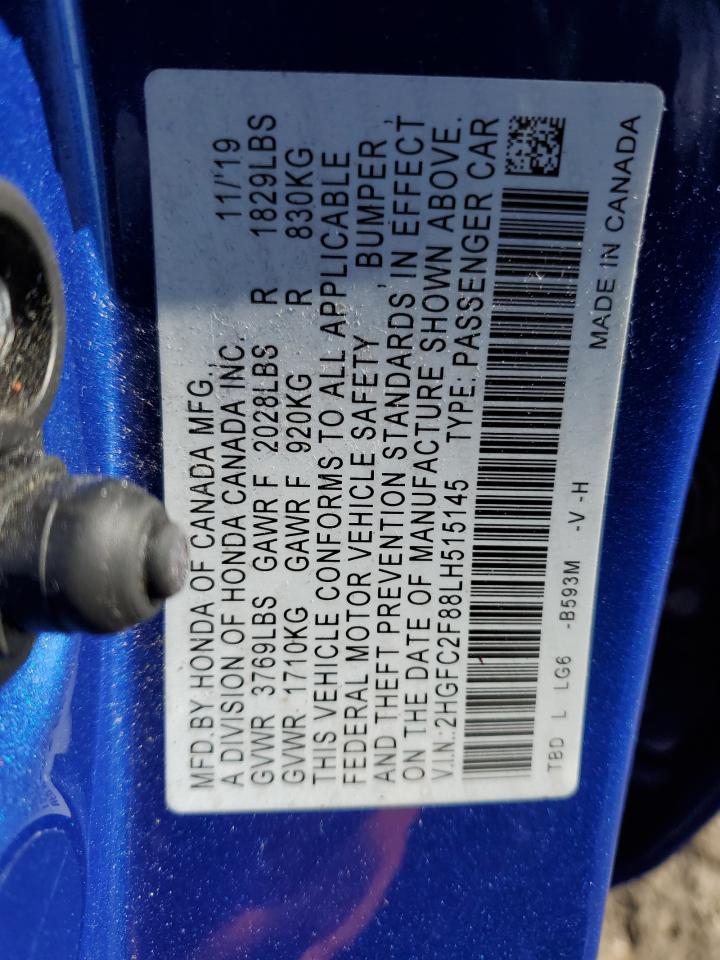 MFD.BY HONDA OF CANADA MFG., 11/'19
A DIVISION OF HONDA CANADA INC.
GVWR 3769LBS GAWR F 2028LBS R 1829LBS
GVWR 1710KG GAWR F 920KG R 830KG
THIS VEHICLE CONFORMS TO ALL APPLICABLE
FEDERAL MOTOR VEHICLE SAFETY , BUMPER ,
AND THEFT PREVENTION STANDARDS IN EFFECT
ON THE DATE OF MANUFACTURE SHOWN ABOVE.
V.I.N.:2HGFC2F88LH515145 TYPE: PASSENGER CAR
TBD L LG6 -B593M -V -H
MADE IN CANADA